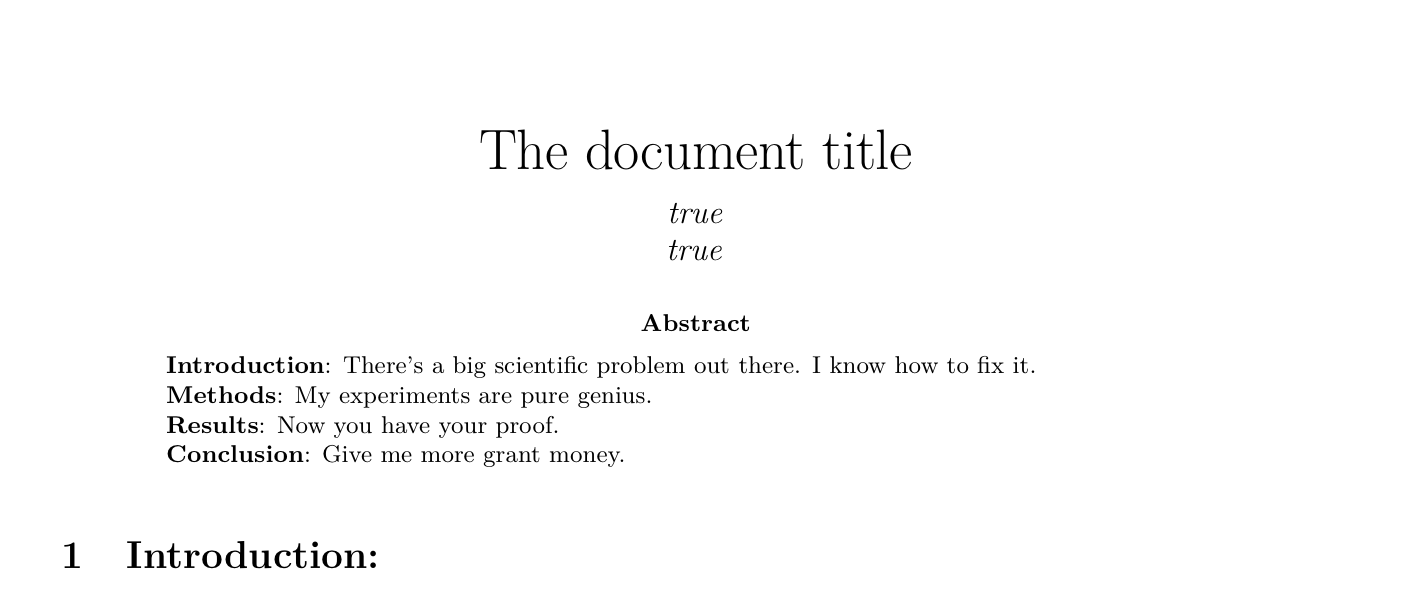 The document title
true
true
Abstract
Introduction: There's a big scientific problem out there. I know how to fix it.
Methods: My experiments are pure genius.
Results: Now you have your proof.
Conclusion: Give me more grant money.
1 Introduction: